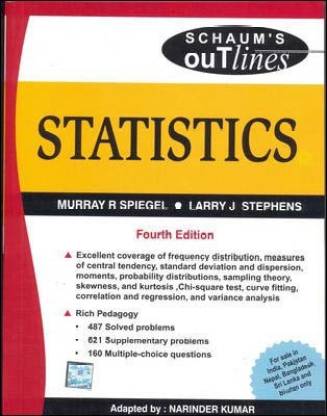 SCHAUM'S
ouTlines
STATISTICS
MURRAY R SPIEGEL • LARRY J STEPHENS
Fourth Edition
▲ Excellent coverage of frequency distribution, measures
of central tendency, standard deviation and dispersion,
moments, probability distributions, sampling theory,
skewness, and kurtosis ,Chi-square test, curve fitting,
correlation and regression, and variance analysis
▲ Rich Pedagogy
• 487 Solved problems
• 621 Supplementary problems
• 160 Multiple-choice questions
For sale in
India, Pakistan
Nepal, Bangladesh,
Sri Lanka and
bhutan only
Adapted by : NARINDER KUMAR